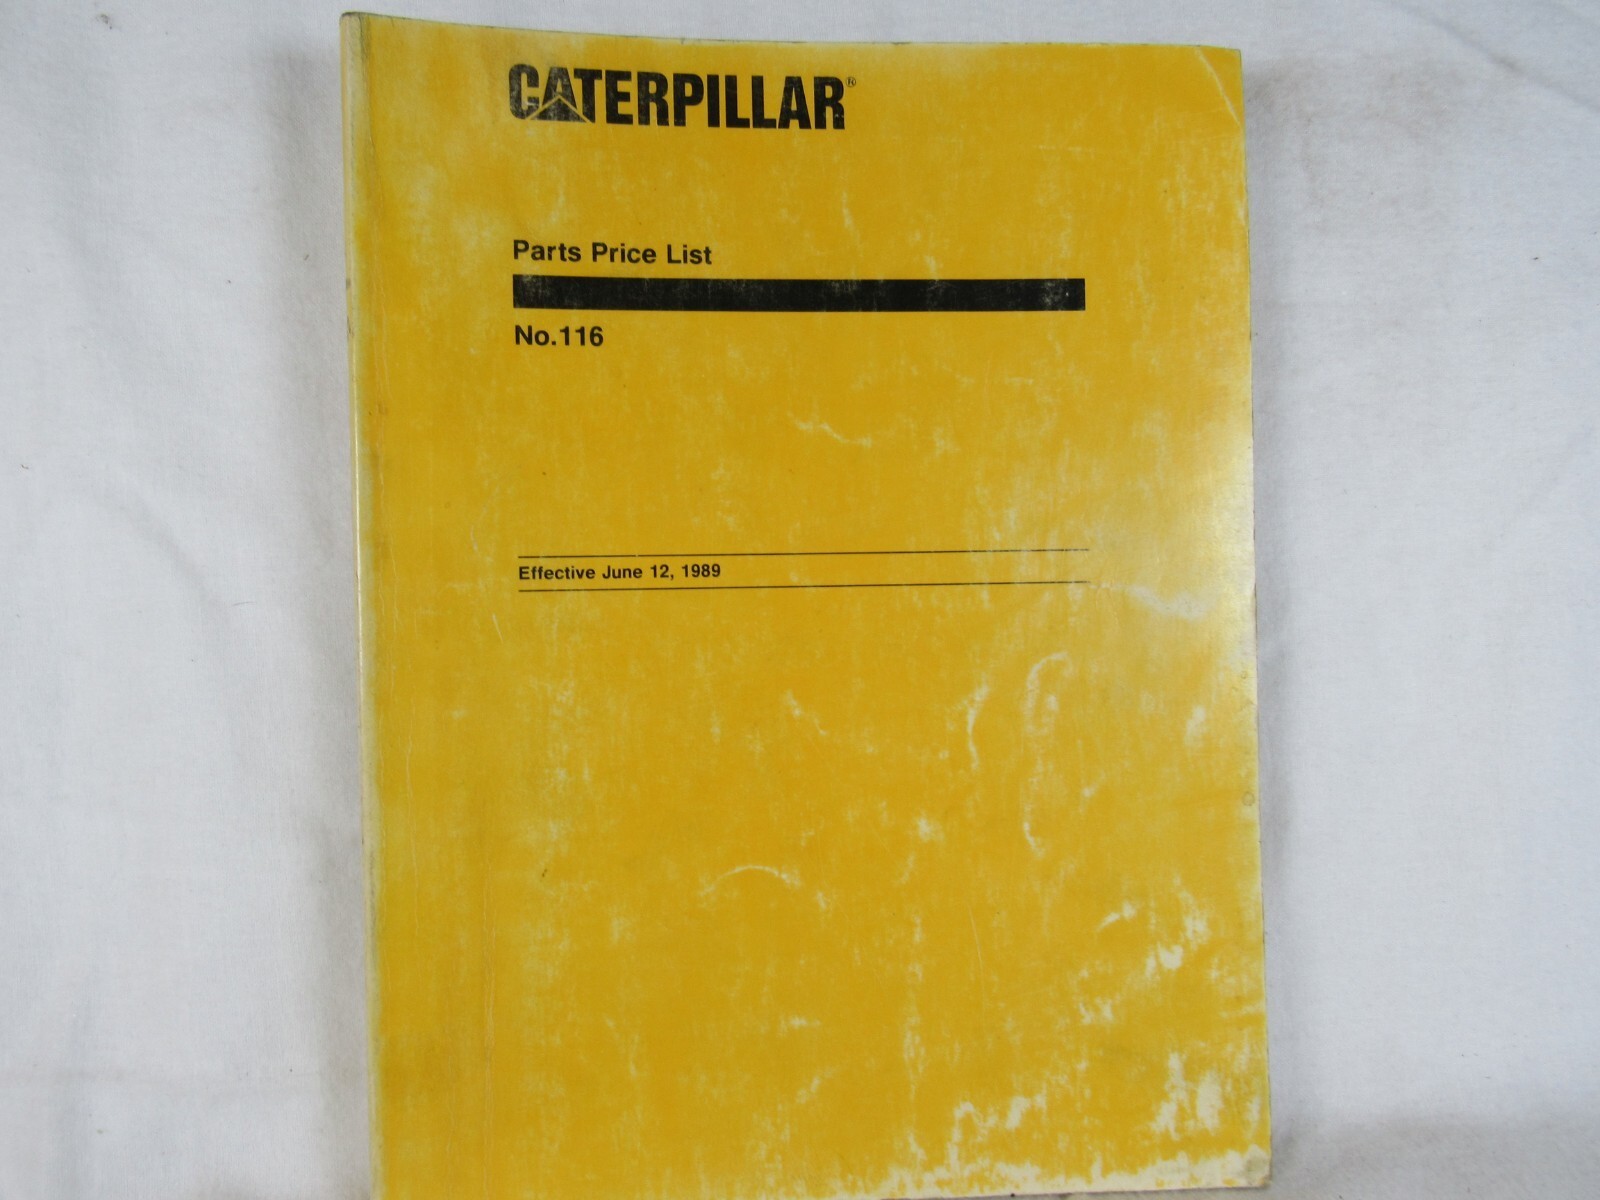 CATERPILLAR®
Parts Price List
No.116
Effective June 12, 1989